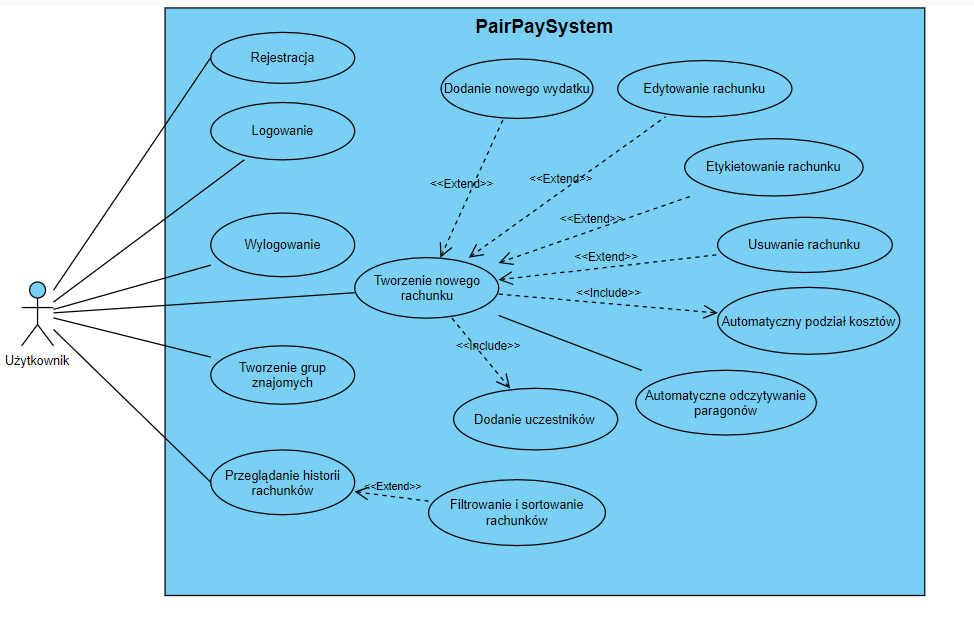 PairPaySystem
Rejestracja
Dodanie nowego wydatku
Edytowanie rachunku
Logowanie
Etykietowanie rachunku
<<Extend>>
<<Extend>>
<<Extend>>
Wylogowanie
Usuwanie rachunku
<<Extend>>
Tworzenie nowego
rachunku
<<Include>>
Automatyczny podział kosztów
<<Include>>
Użytkownik
Tworzenie grup
znajomych
Automatyczne odczytywanie
paragonów
Dodanie uczestników
Przeglądanie historii
rachunków
<<Extend>>
Filtrowanie i sortowanie
rachunków